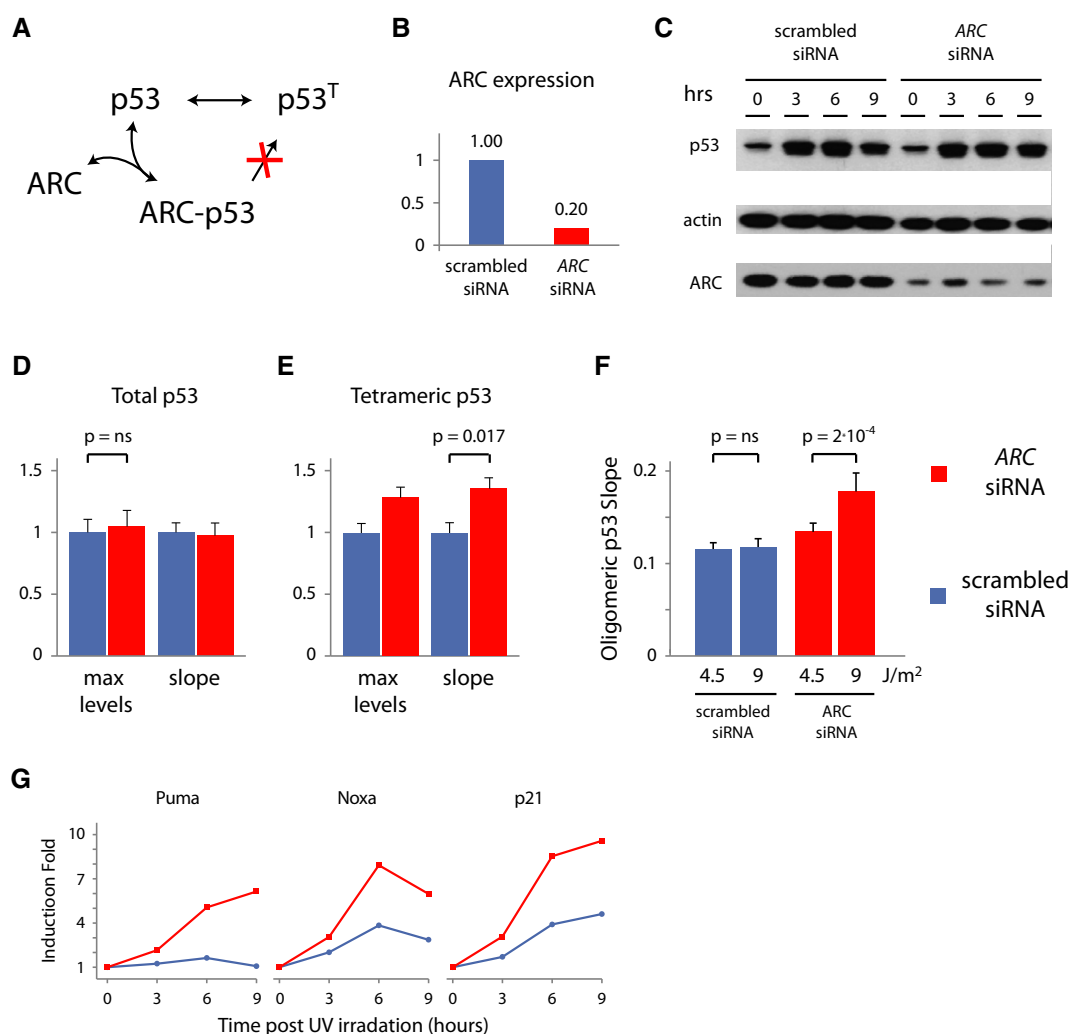 A
p53
p53T
ARC
ARC-p53
B
ARC expression
1.00
0.20
1
0.5
0
scrambled
siRNA
ARC
siRNA
C
scrambled
siRNA
ARC
siRNA
hrs
0 3 6 9 0 3 6 9
p53
actin
ARC
D
Total p53
p = ns
1.5
1
0.5
0
max
levels
slope
E
Tetrameric p53
p = 0.017
1.5
1
0.5
0
max
levels
slope
F
p = ns
p = 2·10-4
Oligomeric p53 Slope
0.2
0.1
0
4.5 9 4.5 9 J/m2
scrambled
siRNA
ARC
siRNA
ARC
siRNA
scrambled
siRNA
G
Puma
Noxa
p21
Inductioon Fold
10
7
4
1
0 3 6 9
0 3 6 9
0 3 6 9
Time post UV irradation (hours)